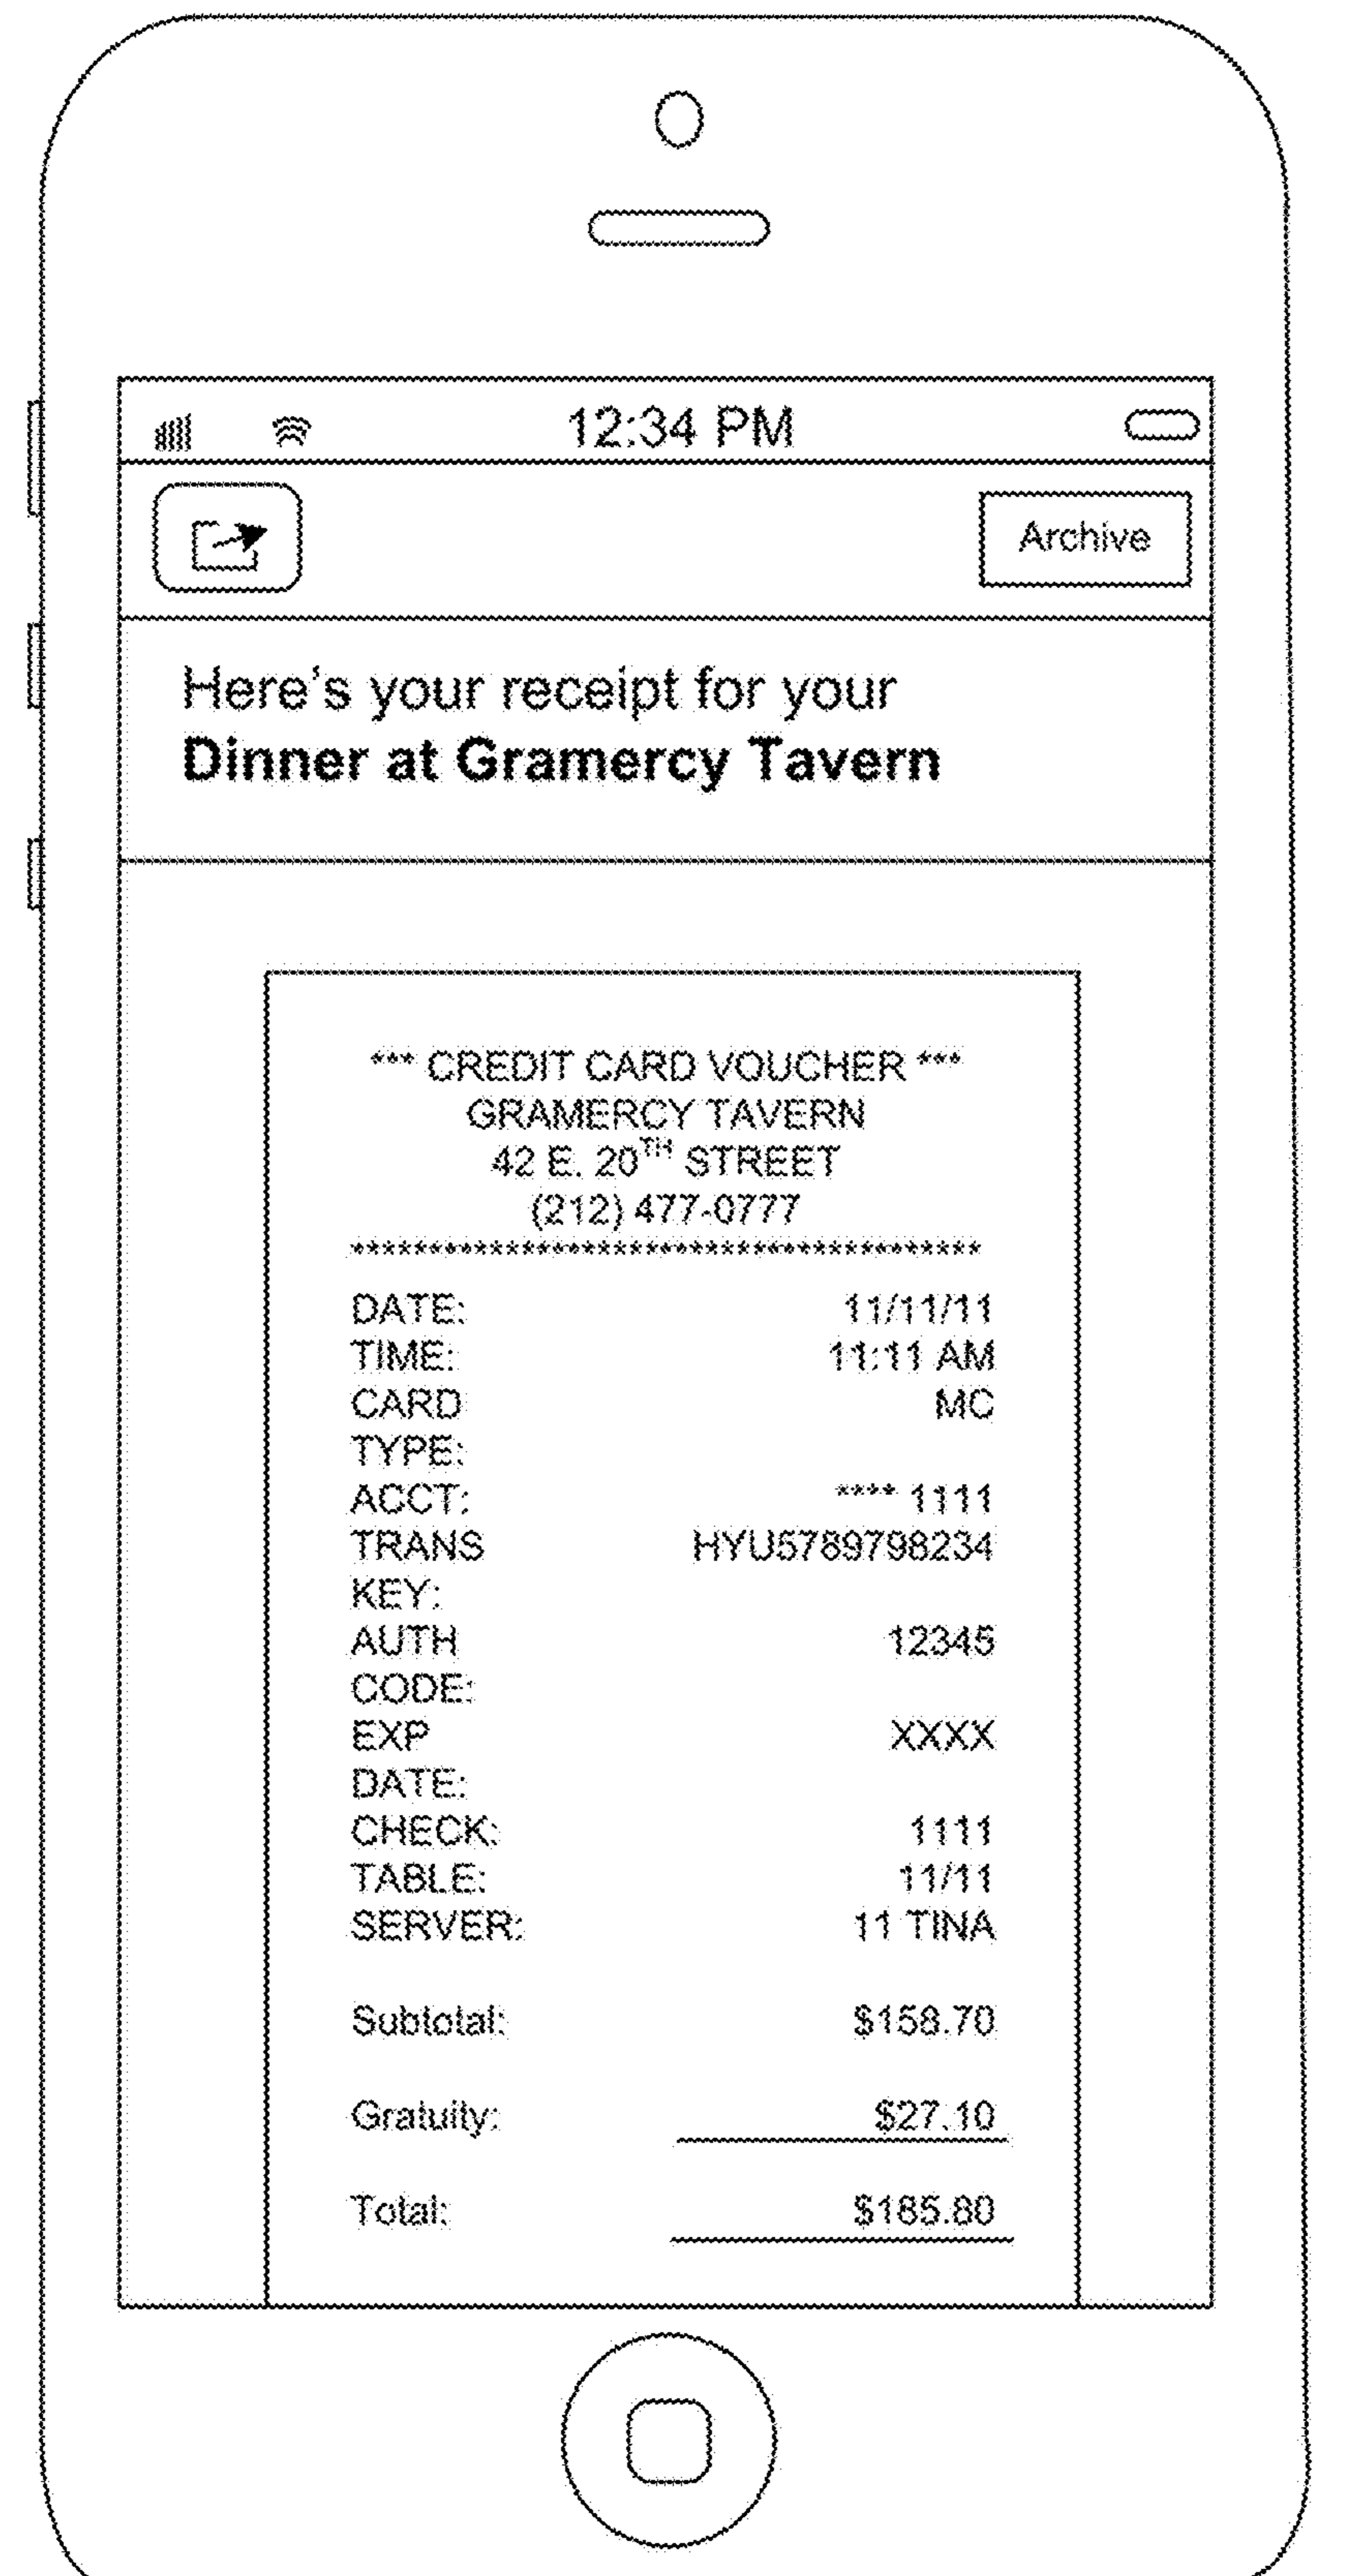 12:34 PM
Archive
Here's your receipt for your
Dinner at Gramercy Tavern
*** CREDIT CARD VOUCHER ***
GRAMERCY TAVERN
42 E. 20TH STREET
(212) 477-0777
*****************************************
DATE: 11/11/11
TIME: 11:11 AM
CARD MC
TYPE:
ACCT: **** 1111
TRANS HYU5789798234
KEY:
AUTH 12345
CODE:
EXP XXXX
DATE:
CHECK: 1111
TABLE: 11/11
SERVER: 11 TINA
Subtotal: $158.70
Gratuity: $27.10
Total: $185.80